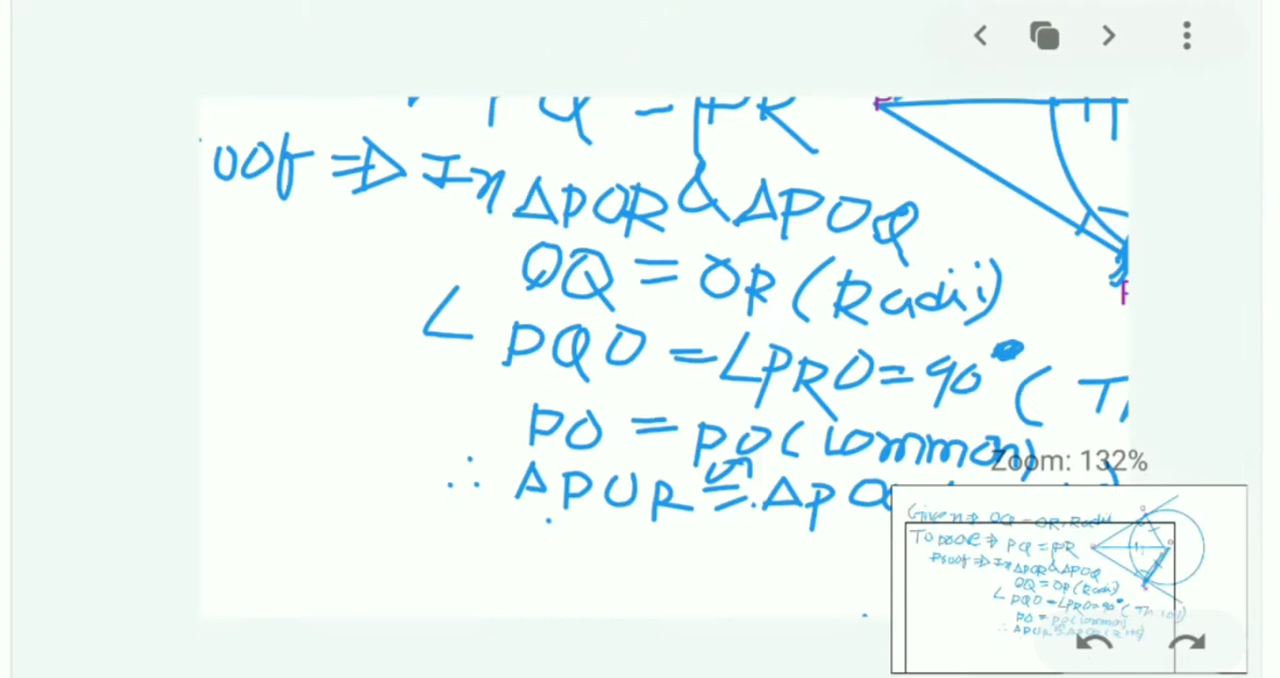 PQ = PR
oof ⇒ In ΔPOR & ΔPOQ
OQ = OR (Radii)
∠ PQO = ∠PRO = 90° ( Th
PO = PO (common)
∴ ΔPOR ≅ ΔPO
Zoom: 132%
Given ⇒ OQ = OR, Radii
To prove ⇒ PQ = PR
Proof ⇒ In ΔPOR & ΔPOQ
OQ = OR (Radii)
∠ PQO = ∠PRO = 90° (
PO = PO (common)